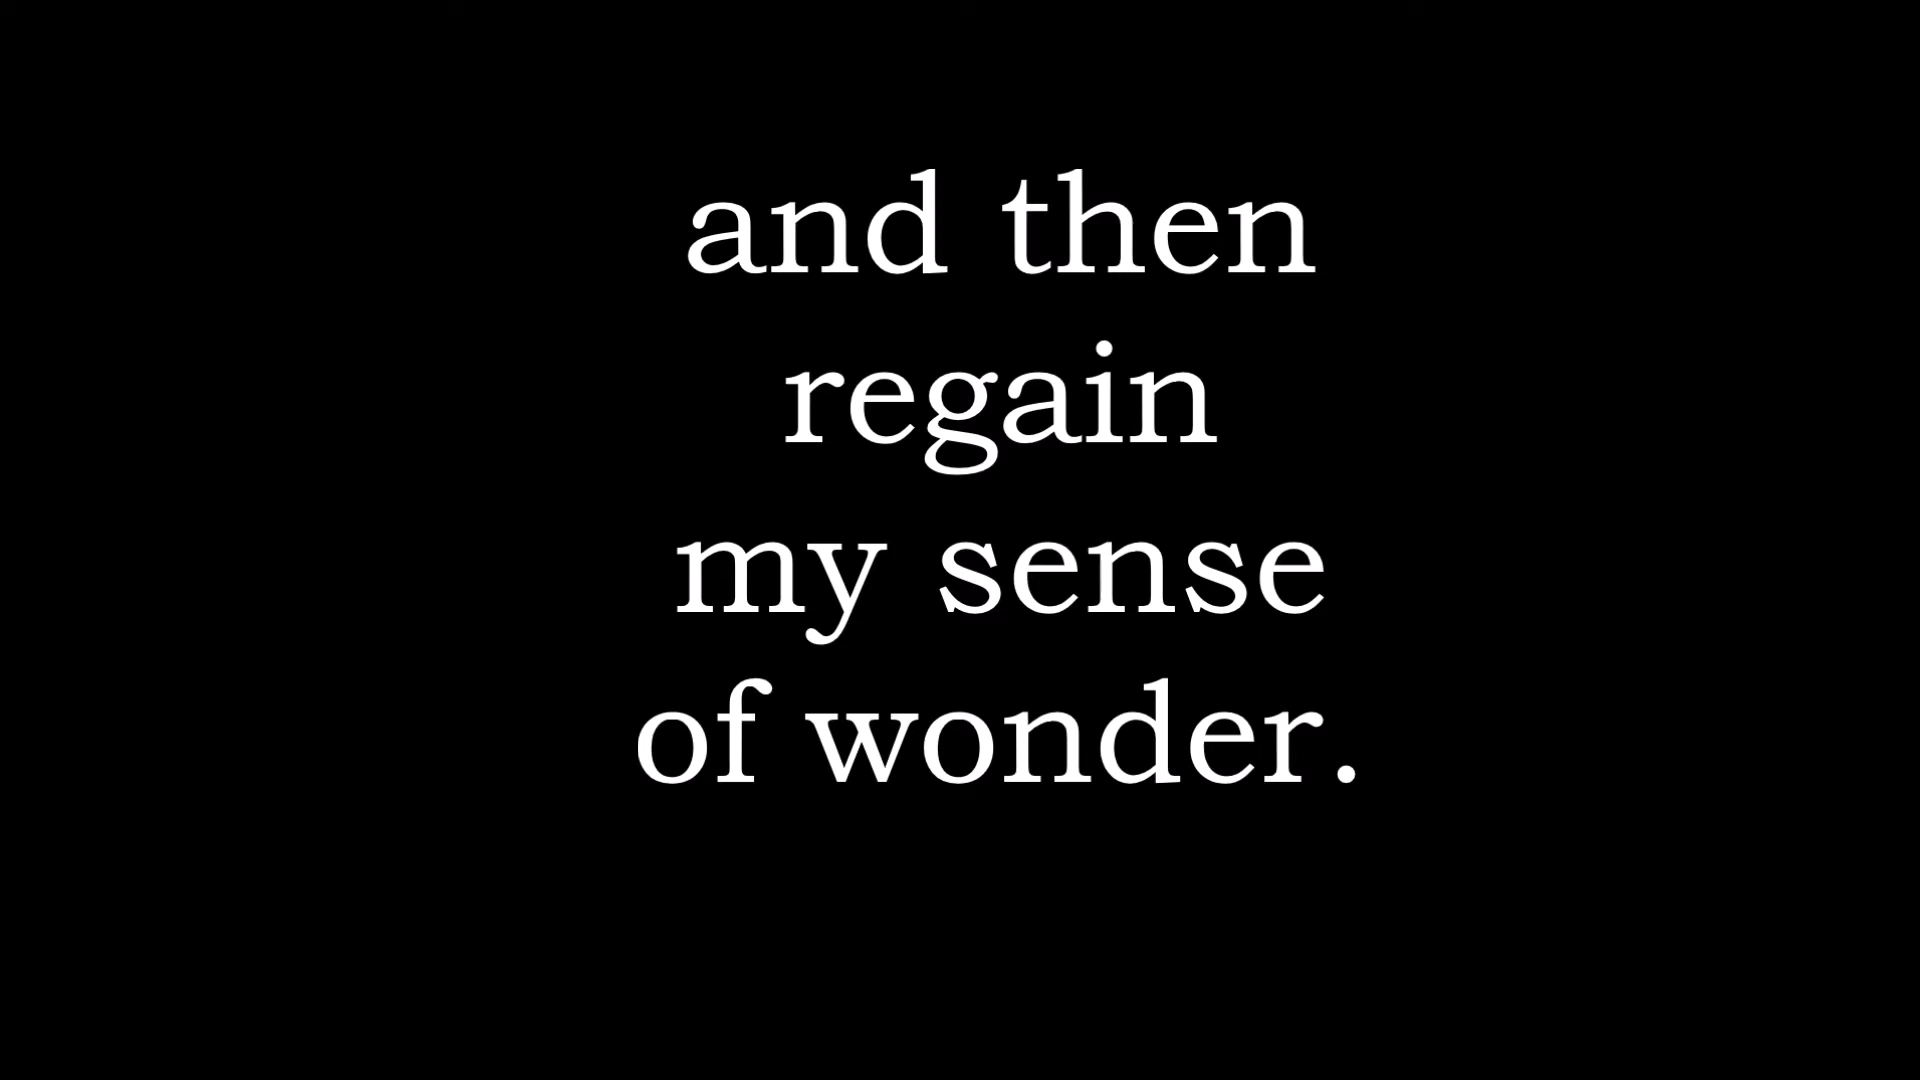 and then
regain
my sense
of wonder.